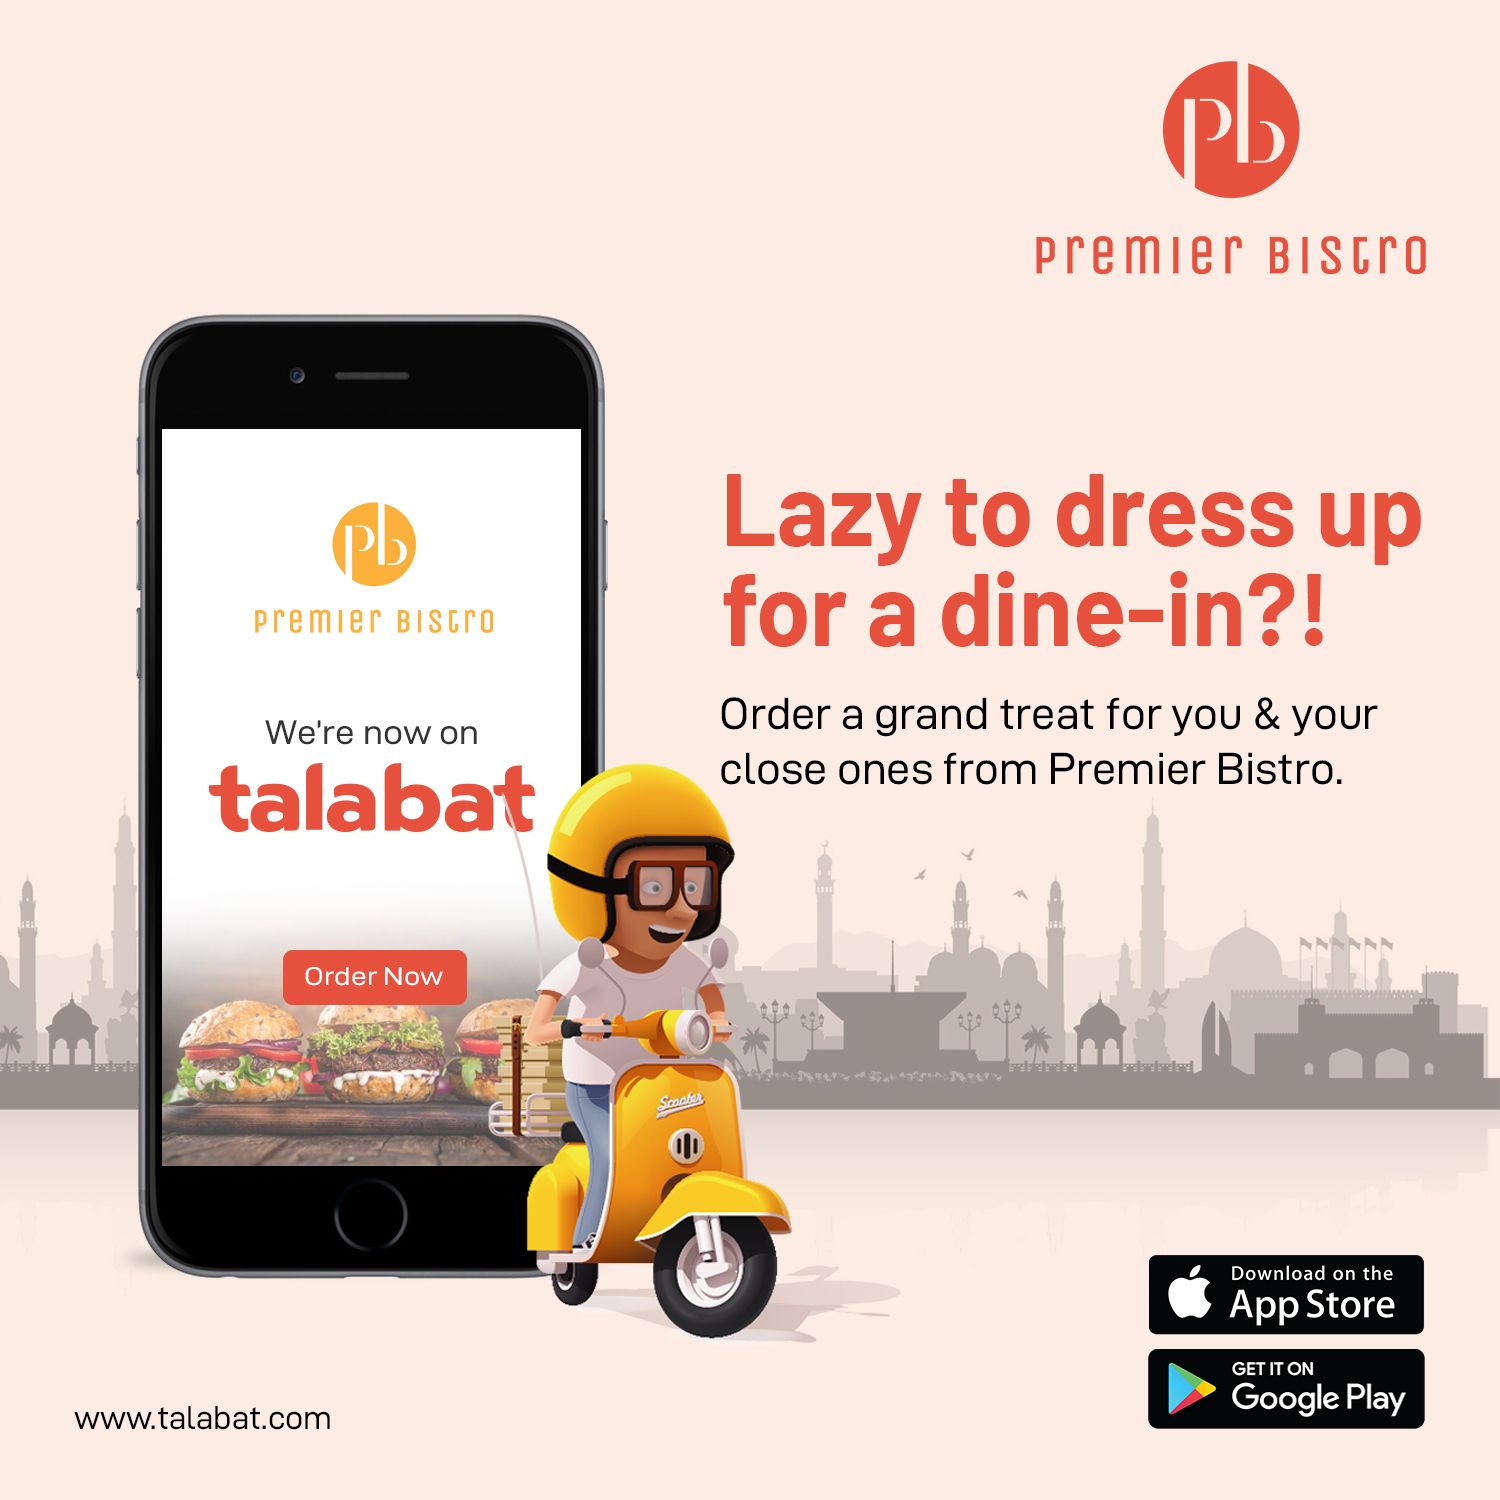 pb
Premier Bistro
pb
Premier Bistro
We're now on
talabat
Order Now
Lazy to dress up
for a dine-in?!
Order a grand treat for you & your
close ones from Premier Bistro.
Scooter
www.talabat.com
Download on the
App Store
GET IT ON
Google Play